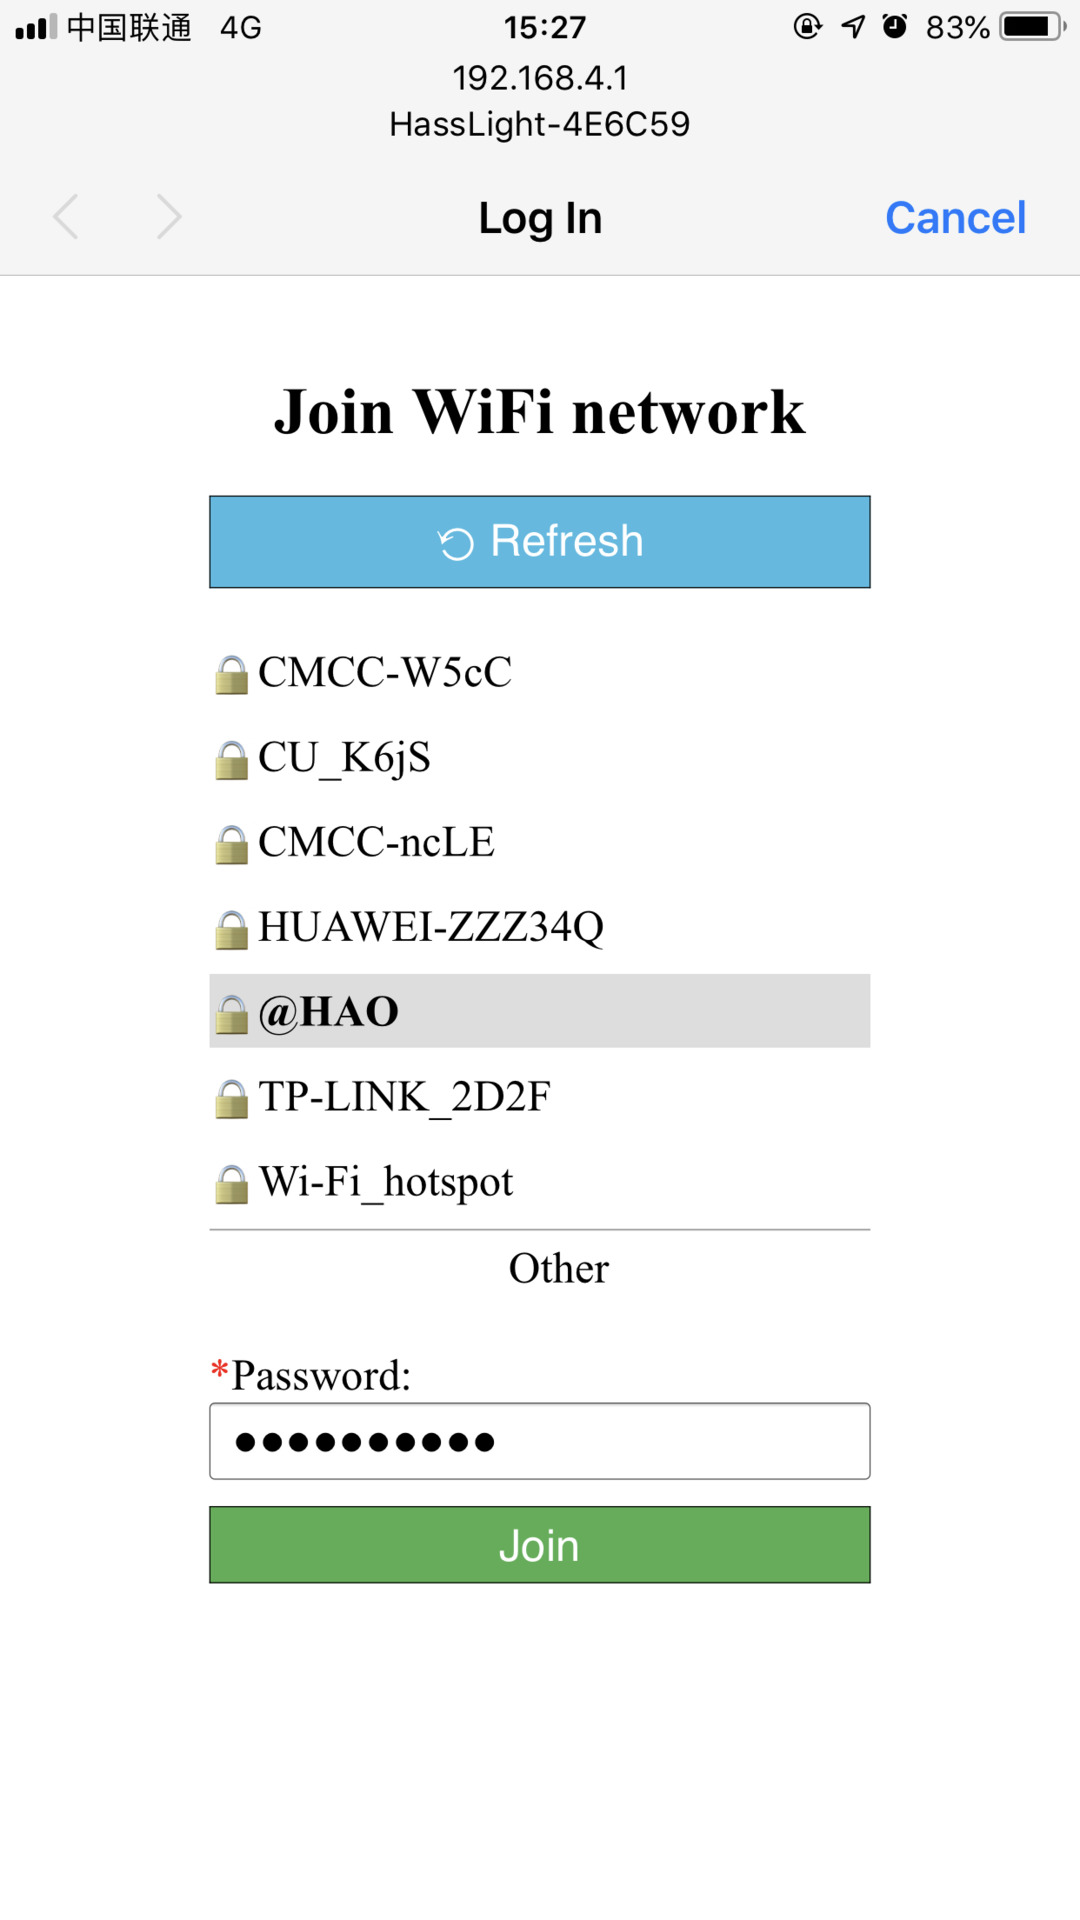 中国联通 4G 15:27 83%
192.168.4.1
HassLight-4E6C59
Log In Cancel
Join WiFi network
Refresh
CMCC-W5cC
CU_K6jS
CMCC-ncLE
HUAWEI-ZZZ34Q
@HAO
TP-LINK_2D2F
Wi-Fi_hotspot
Other
*Password:
●●●●●●●●●●
Join